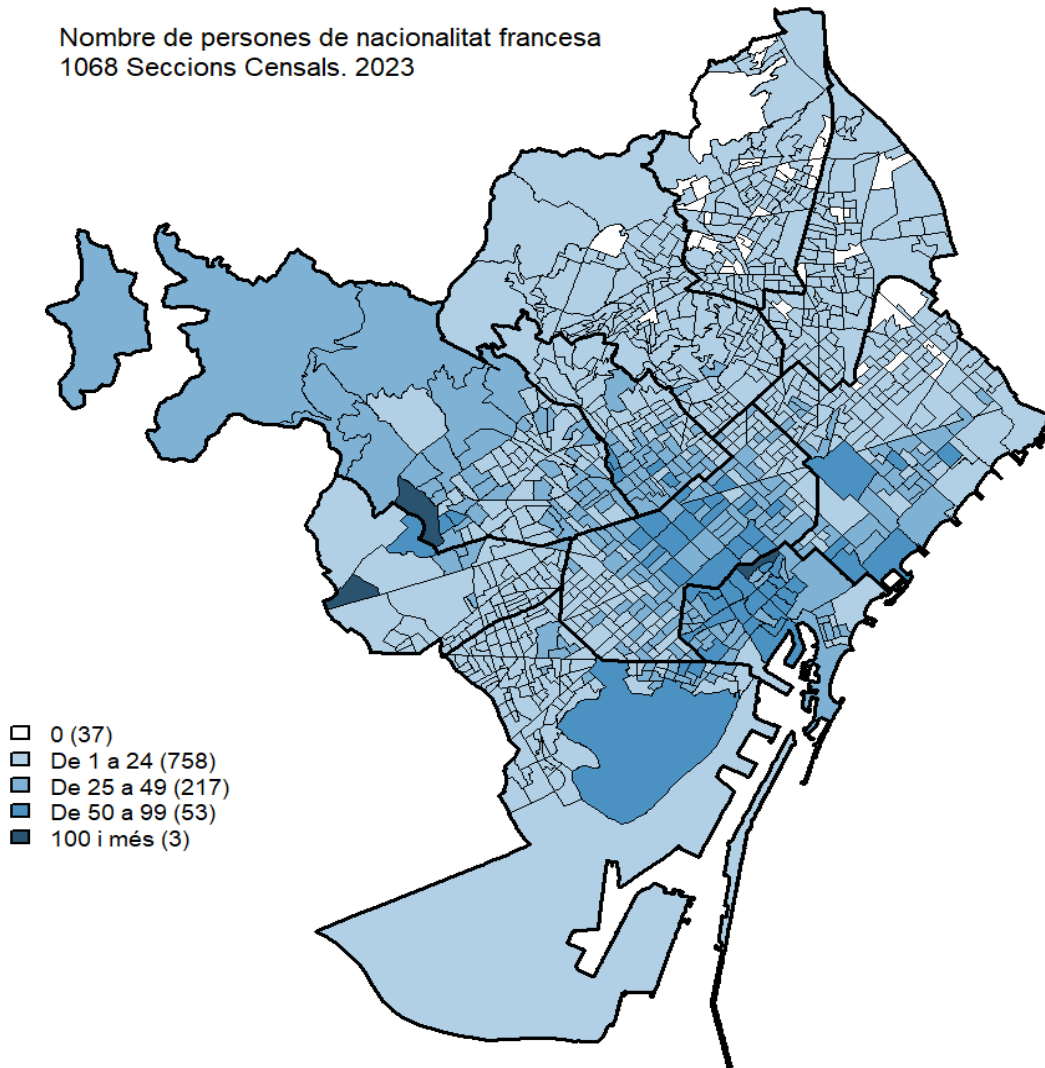 Nombre de persones de nacionalitat francesa
1068 Seccions Censals. 2023
0 (37)
De 1 a 24 (758)
De 25 a 49 (217)
De 50 a 99 (53)
100 i més (3)